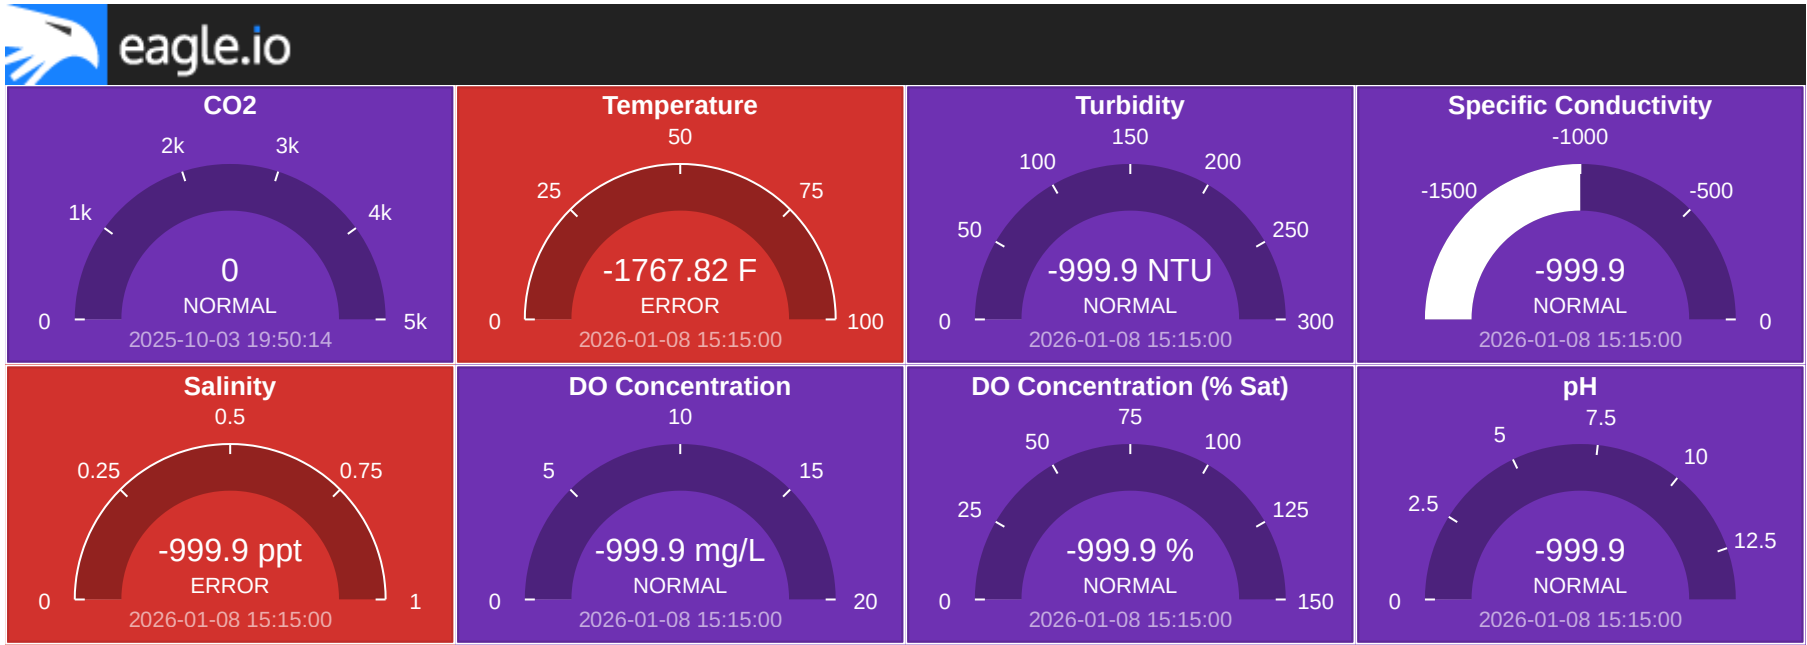 eagle.io
CO2
0
1k
2k
3k
4k
5k
0
NORMAL
2025-10-03 19:50:14
Temperature
0
25
50
75
100
-1767.82 F
ERROR
2026-01-08 15:15:00
Turbidity
0
50
100
150
200
250
300
-999.9 NTU
NORMAL
2026-01-08 15:15:00
Specific Conductivity
-1500
-1000
-500
0
-999.9
NORMAL
2026-01-08 15:15:00
Salinity
0
0.25
0.5
0.75
1
-999.9 ppt
ERROR
2026-01-08 15:15:00
DO Concentration
0
5
10
15
20
-999.9 mg/L
NORMAL
2026-01-08 15:15:00
DO Concentration (% Sat)
0
25
50
75
100
125
150
-999.9 %
NORMAL
2026-01-08 15:15:00
pH
0
2.5
5
7.5
10
12.5
-999.9
NORMAL
2026-01-08 15:15:00